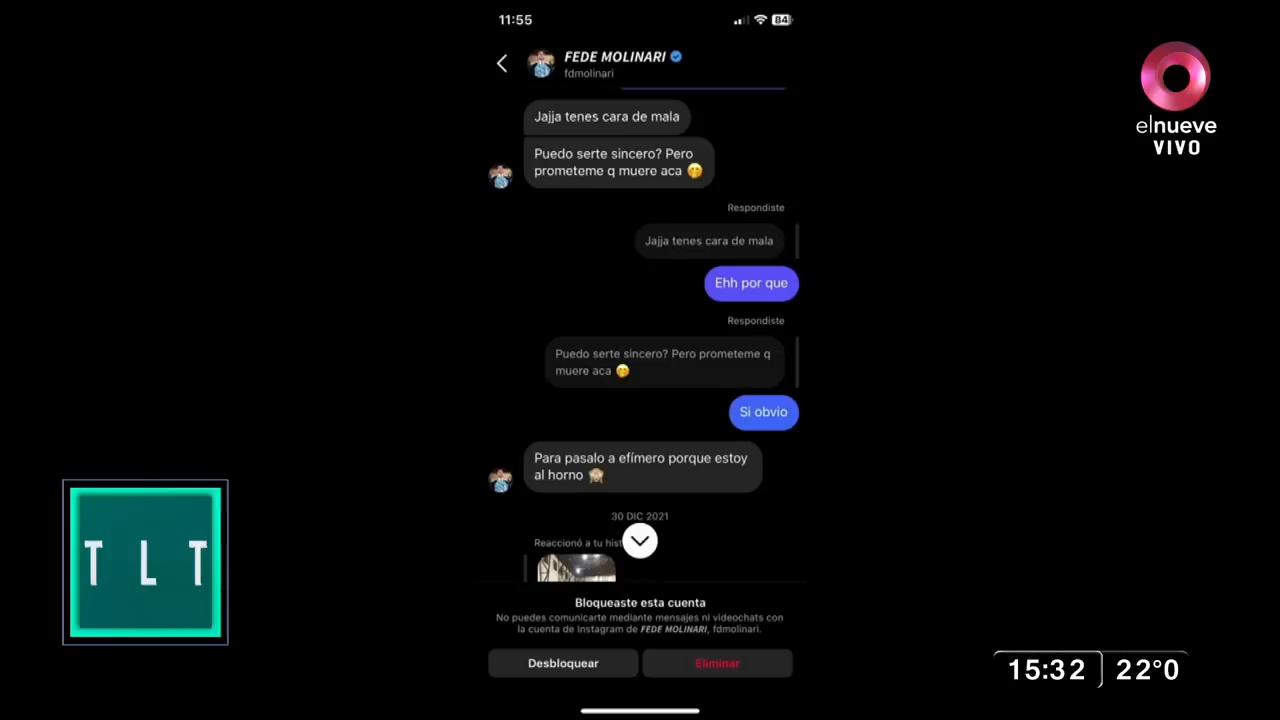 11:55
84
FEDE MOLINARI
fdmolinari
elnueve
VIVO
Jajja tenes cara de mala
Puedo serte sincero? Pero
prometeme q muere aca 🤭
Respondiste
Jajja tenes cara de mala
Ehh por que
Respondiste
Puedo serte sincero? Pero prometeme q
muere aca 🤭
Si obvio
Para pasalo a efímero porque estoy
al horno 🙈
30 DIC 2021
Reaccionó a tu hist
T L T
Bloqueaste esta cuenta
No puedes comunicarte mediante mensajes ni videochats con
la cuenta de Instagram de FEDE MOLINARI, fdmolinari.
Desbloquear
Eliminar
15:32
22°0